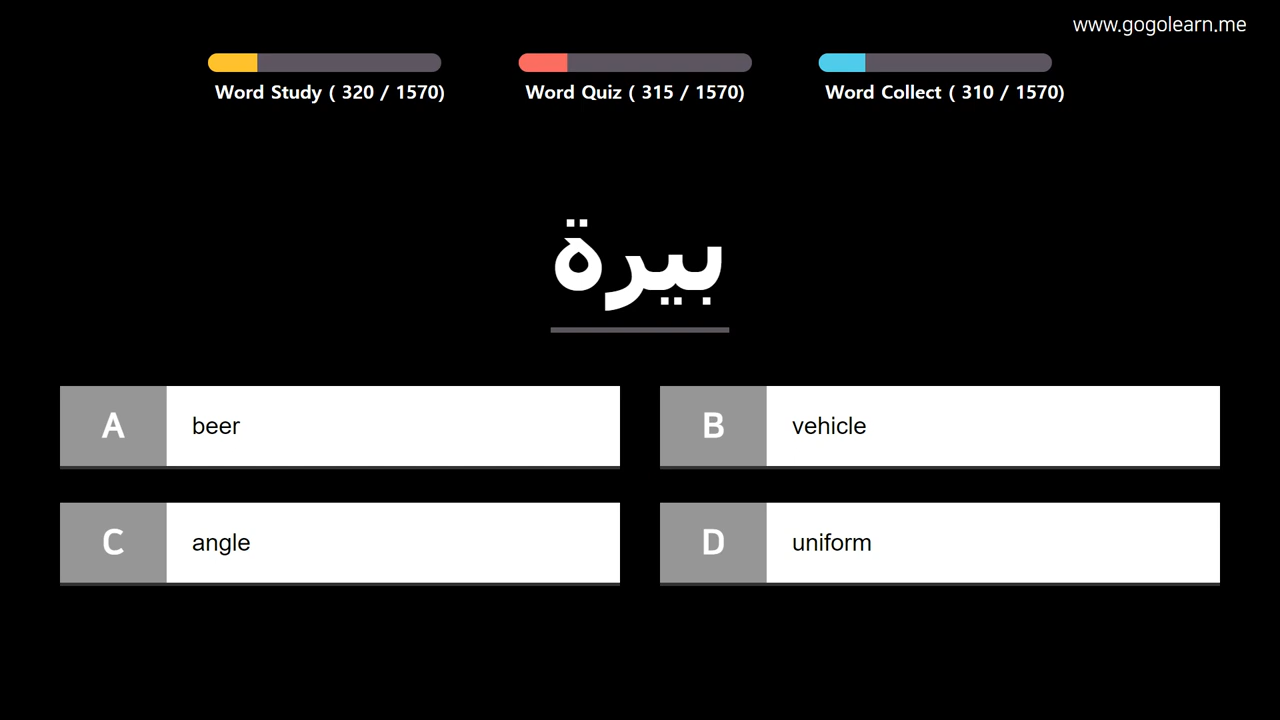 www.gogolearn.me
Word Study ( 320 / 1570)
Word Quiz ( 315 / 1570)
Word Collect ( 310 / 1570)
بيرة
A
beer
B
vehicle
C
angle
D
uniform